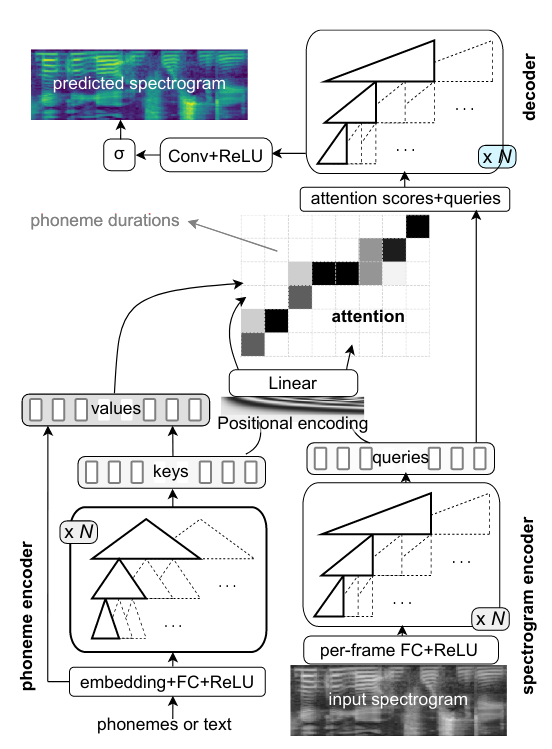 predicted spectrogram
decoder
σ
Conv+ReLU
. . .
. . .
x N
attention scores+queries
phoneme durations
attention
Linear
values
Positional encoding
keys
queries
x N
. . .
. . .
phoneme encoder
. . .
. . .
x N
spectrogram encoder
embedding+FC+ReLU
per-frame FC+ReLU
input spectrogram
phonemes or text